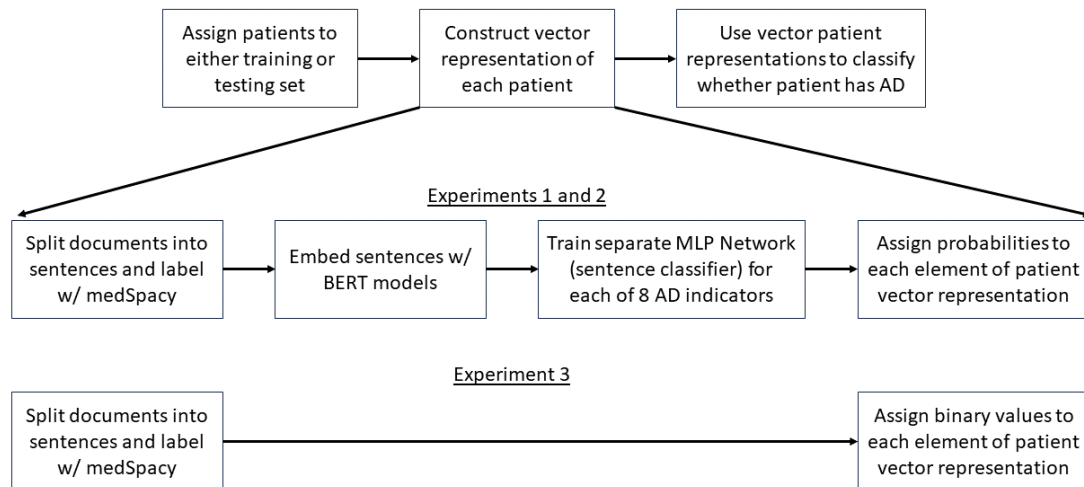 Assign patients to
either training or
testing set
Construct vector
representation of
each patient
Use vector patient
representations to classify
whether patient has AD
Experiments 1 and 2
Split documents into
sentences and label
w/ medSpacy
Embed sentences w/
BERT models
Train separate MLP Network
(sentence classifier) for
each of 8 AD indicators
Assign probabilities to
each element of patient
vector representation
Experiment 3
Split documents into
sentences and label
w/ medSpacy
Assign binary values to
each element of patient
vector representation